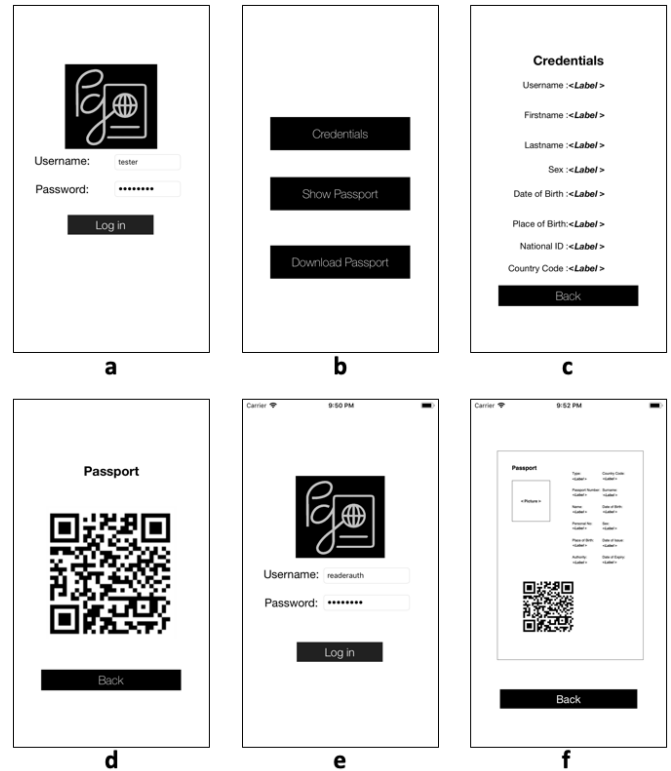 Username: tester
Password: ••••••••
Log in
a
Credentials
Show Passport
Download Passport
b
Credentials
Username :<Label >
Firstname :<Label >
Lastname :<Label >
Sex :<Label >
Date of Birth :<Label >
Place of Birth:<Label >
National ID :<Label >
Country Code :<Label >
Back
c
Passport
Back
d
Carrier 9:50 PM
Username: readerauth
Password: ••••••••
Log in
e
Carrier 9:52 PM
Passport
< Picture >
Type: Country Code:
<Label > <Label >
Passport Number: Surname:
<Label > <Label >
Name: Date of Birth:
<Label > <Label >
Personal No: Sex:
<Label > <Label >
Place of Birth: Date of Issue:
<Label > <Label >
Authority: Date of Expiry:
<Label > <Label >
Back
f